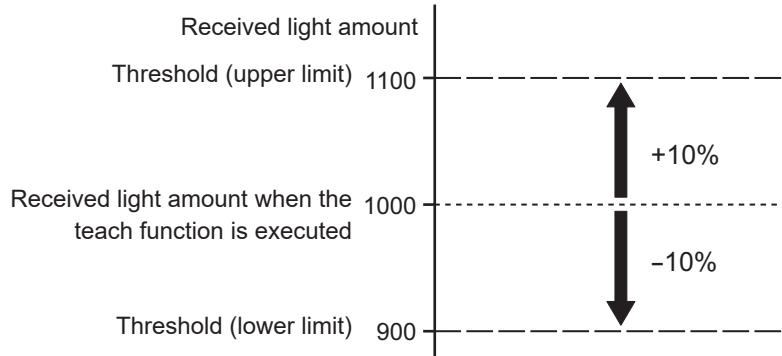 Received light amount
Threshold (upper limit) 1100
+10%
Received light amount when the
teach function is executed 1000
–10%
Threshold (lower limit) 900